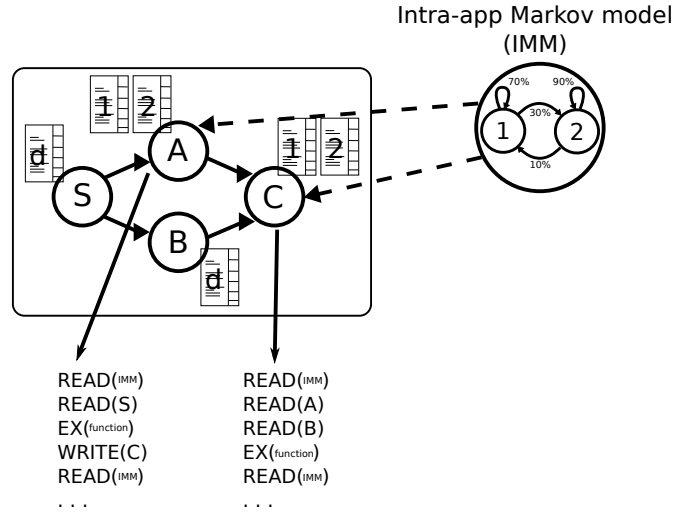 Intra-app Markov model
(IMM)
70%
90%
30%
1
2
10%
1
2
d
A
1
2
S
C
B
d
READ(IMM)
READ(S)
EX(function)
WRITE(C)
READ(IMM)
. . .
READ(IMM)
READ(A)
READ(B)
EX(function)
READ(IMM)
. . .